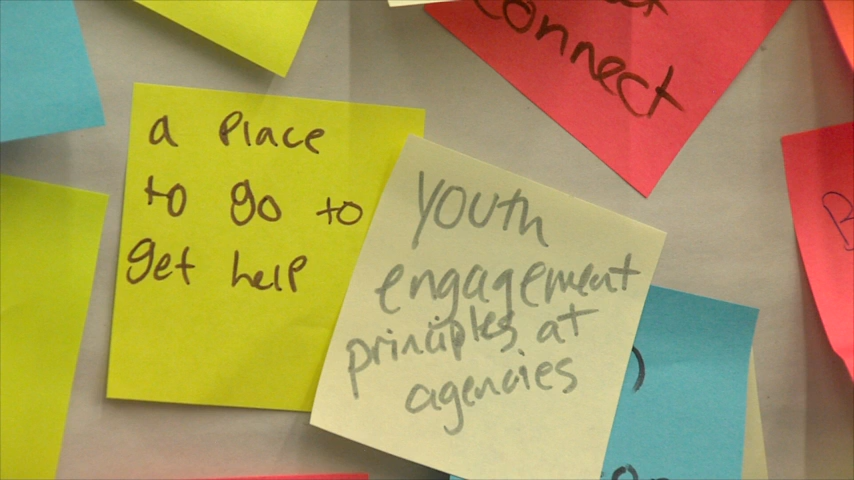 connect
a place
to go to
get help
youth
engagement
principles at
agencies